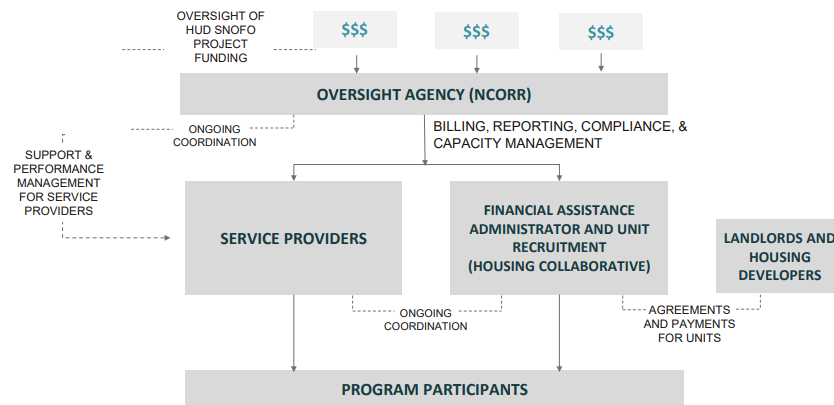 OVERSIGHT OF
HUD SNOFO
PROJECT
FUNDING
$$$
$$$
$$$
OVERSIGHT AGENCY (NCORR)
ONGOING
COORDINATION
BILLING, REPORTING, COMPLIANCE, &
CAPACITY MANAGEMENT
SUPPORT &
PERFORMANCE
MANAGEMENT
FOR SERVICE
PROVIDERS
SERVICE PROVIDERS
FINANCIAL ASSISTANCE
ADMINISTRATOR AND UNIT
RECRUITMENT
(HOUSING COLLABORATIVE)
LANDLORDS AND
HOUSING
DEVELOPERS
ONGOING
COORDINATION
AGREEMENTS
AND PAYMENTS
FOR UNITS
PROGRAM PARTICIPANTS